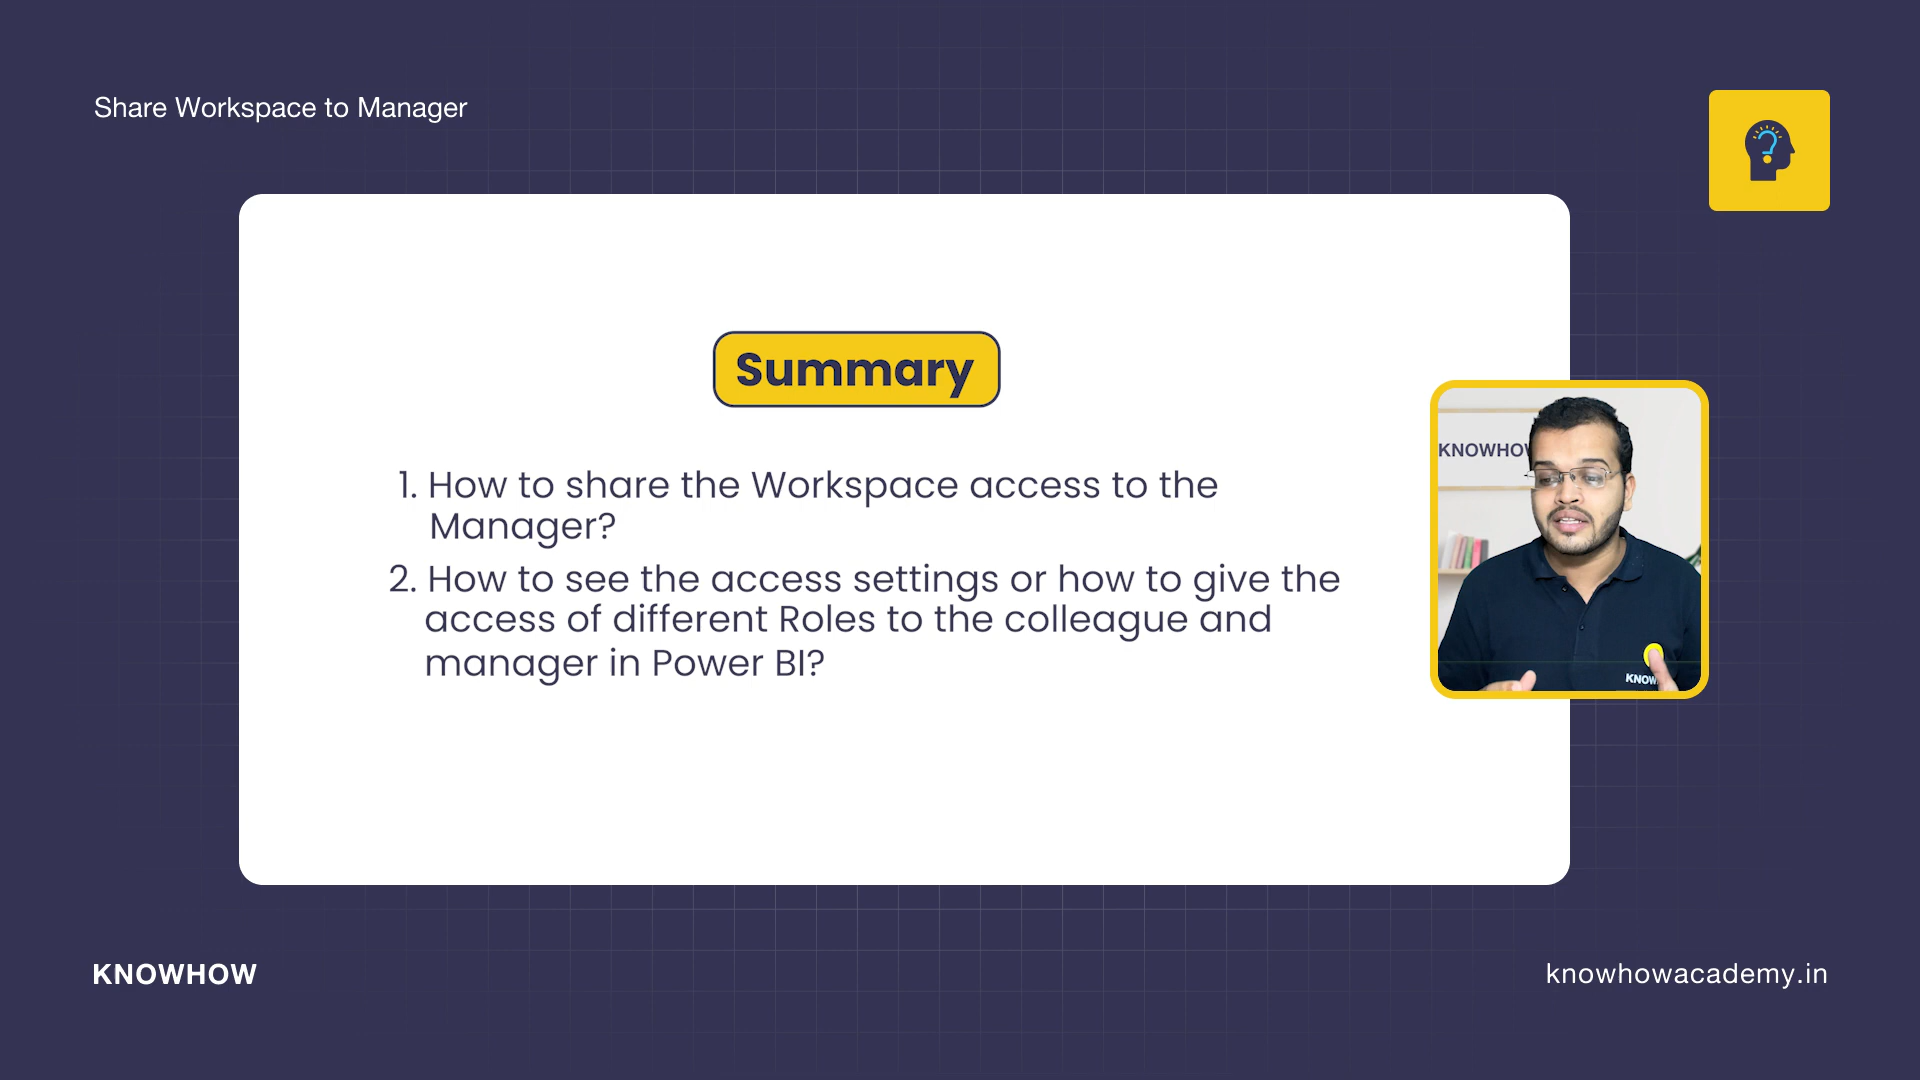 Share Workspace to Manager
Summary
1. How to share the Workspace access to the
Manager?
2. How to see the access settings or how to give the
access of different Roles to the colleague and
manager in Power BI?
KNOWHOW
KNOW
KNOWHOW
knowhowacademy.in